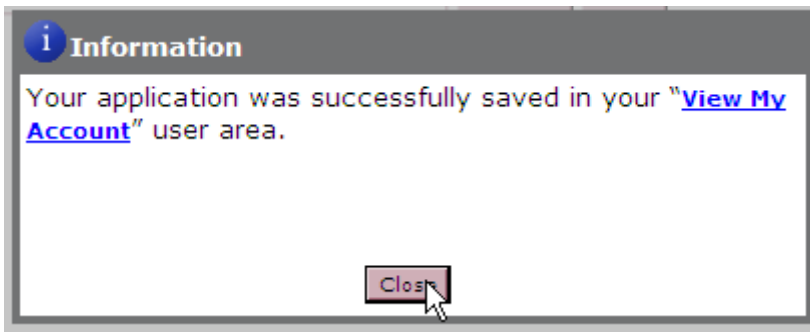 i Information
Your application was successfully saved in your “View My
Account” user area.
Close